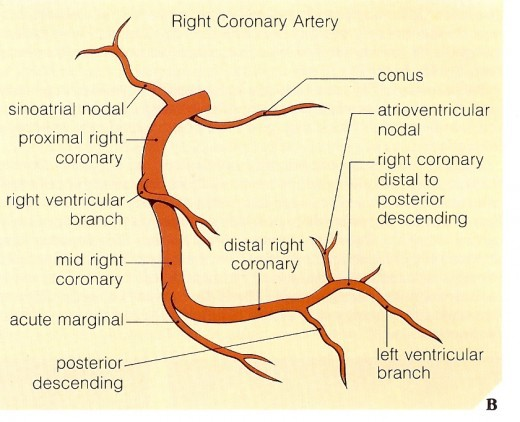 Right Coronary Artery
conus
sinoatrial nodal
atrioventricular
nodal
proximal right
coronary
right coronary
distal to
posterior
descending
right ventricular
branch
distal right
coronary
mid right
coronary
acute marginal
posterior
descending
left ventricular
branch
B